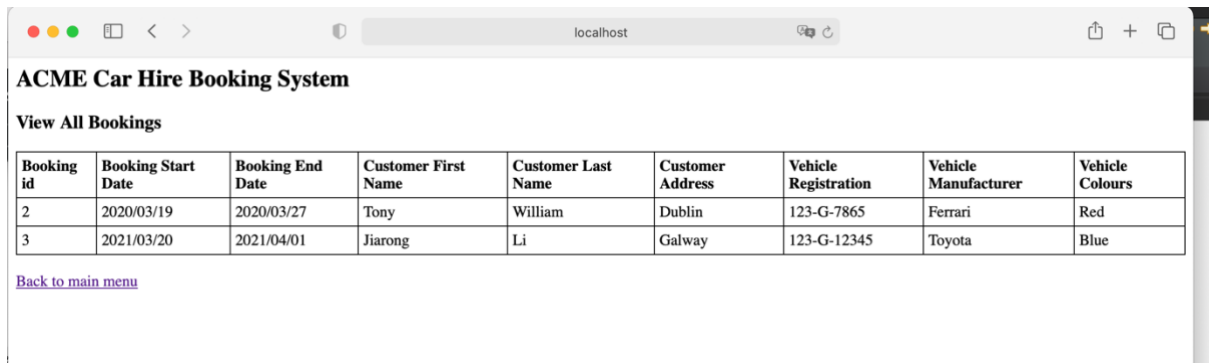 localhost
ACME Car Hire Booking System
View All Bookings
Booking id Booking Start Date Booking End Date Customer First Name Customer Last Name Customer Address Vehicle Registration Vehicle Manufacturer Vehicle Colours
2 2020/03/19 2020/03/27 Tony William Dublin 123-G-7865 Ferrari Red
3 2021/03/20 2021/04/01 Jiarong Li Galway 123-G-12345 Toyota Blue
Back to main menu